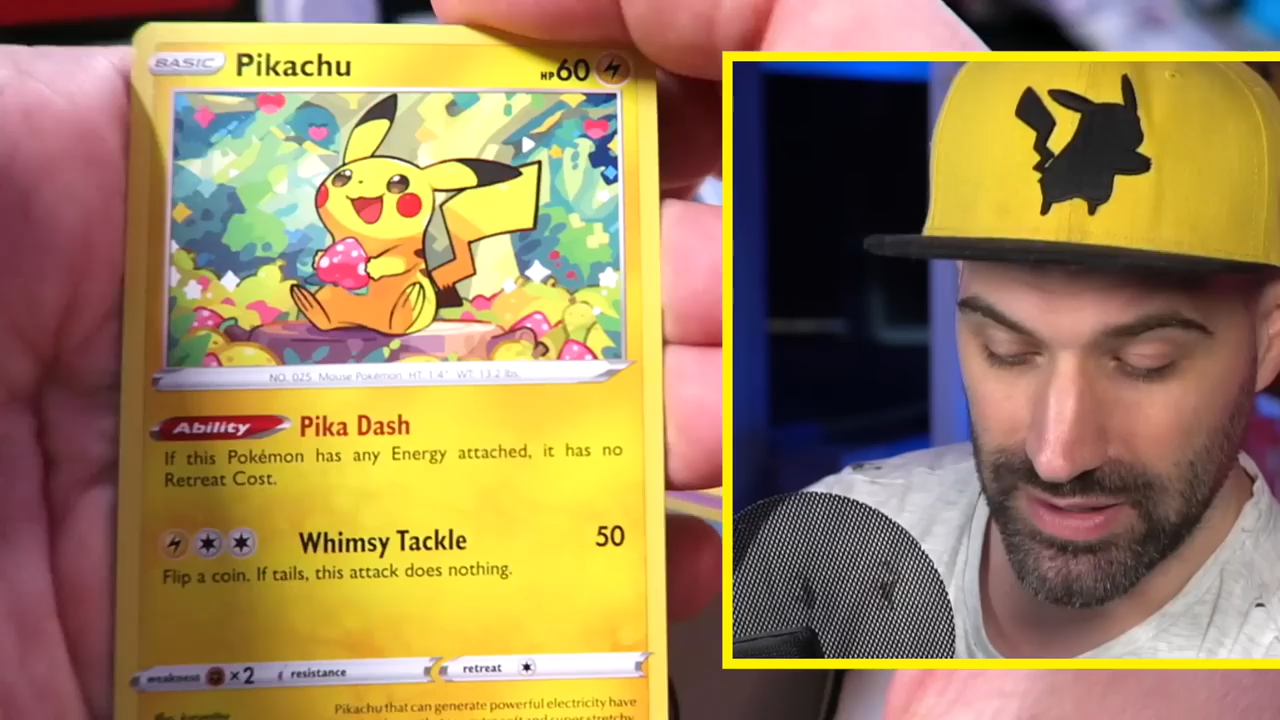 BASIC Pikachu HP60
NO. 025 Mouse Pokémon HT: 1'4" WT: 13.2 lbs.
Ability Pika Dash
If this Pokémon has any Energy attached, it has no
Retreat Cost.
Whimsy Tackle 50
Flip a coin. If tails, this attack does nothing.
weakness ×2 resistance retreat
Pikachu that can generate powerful electricity have